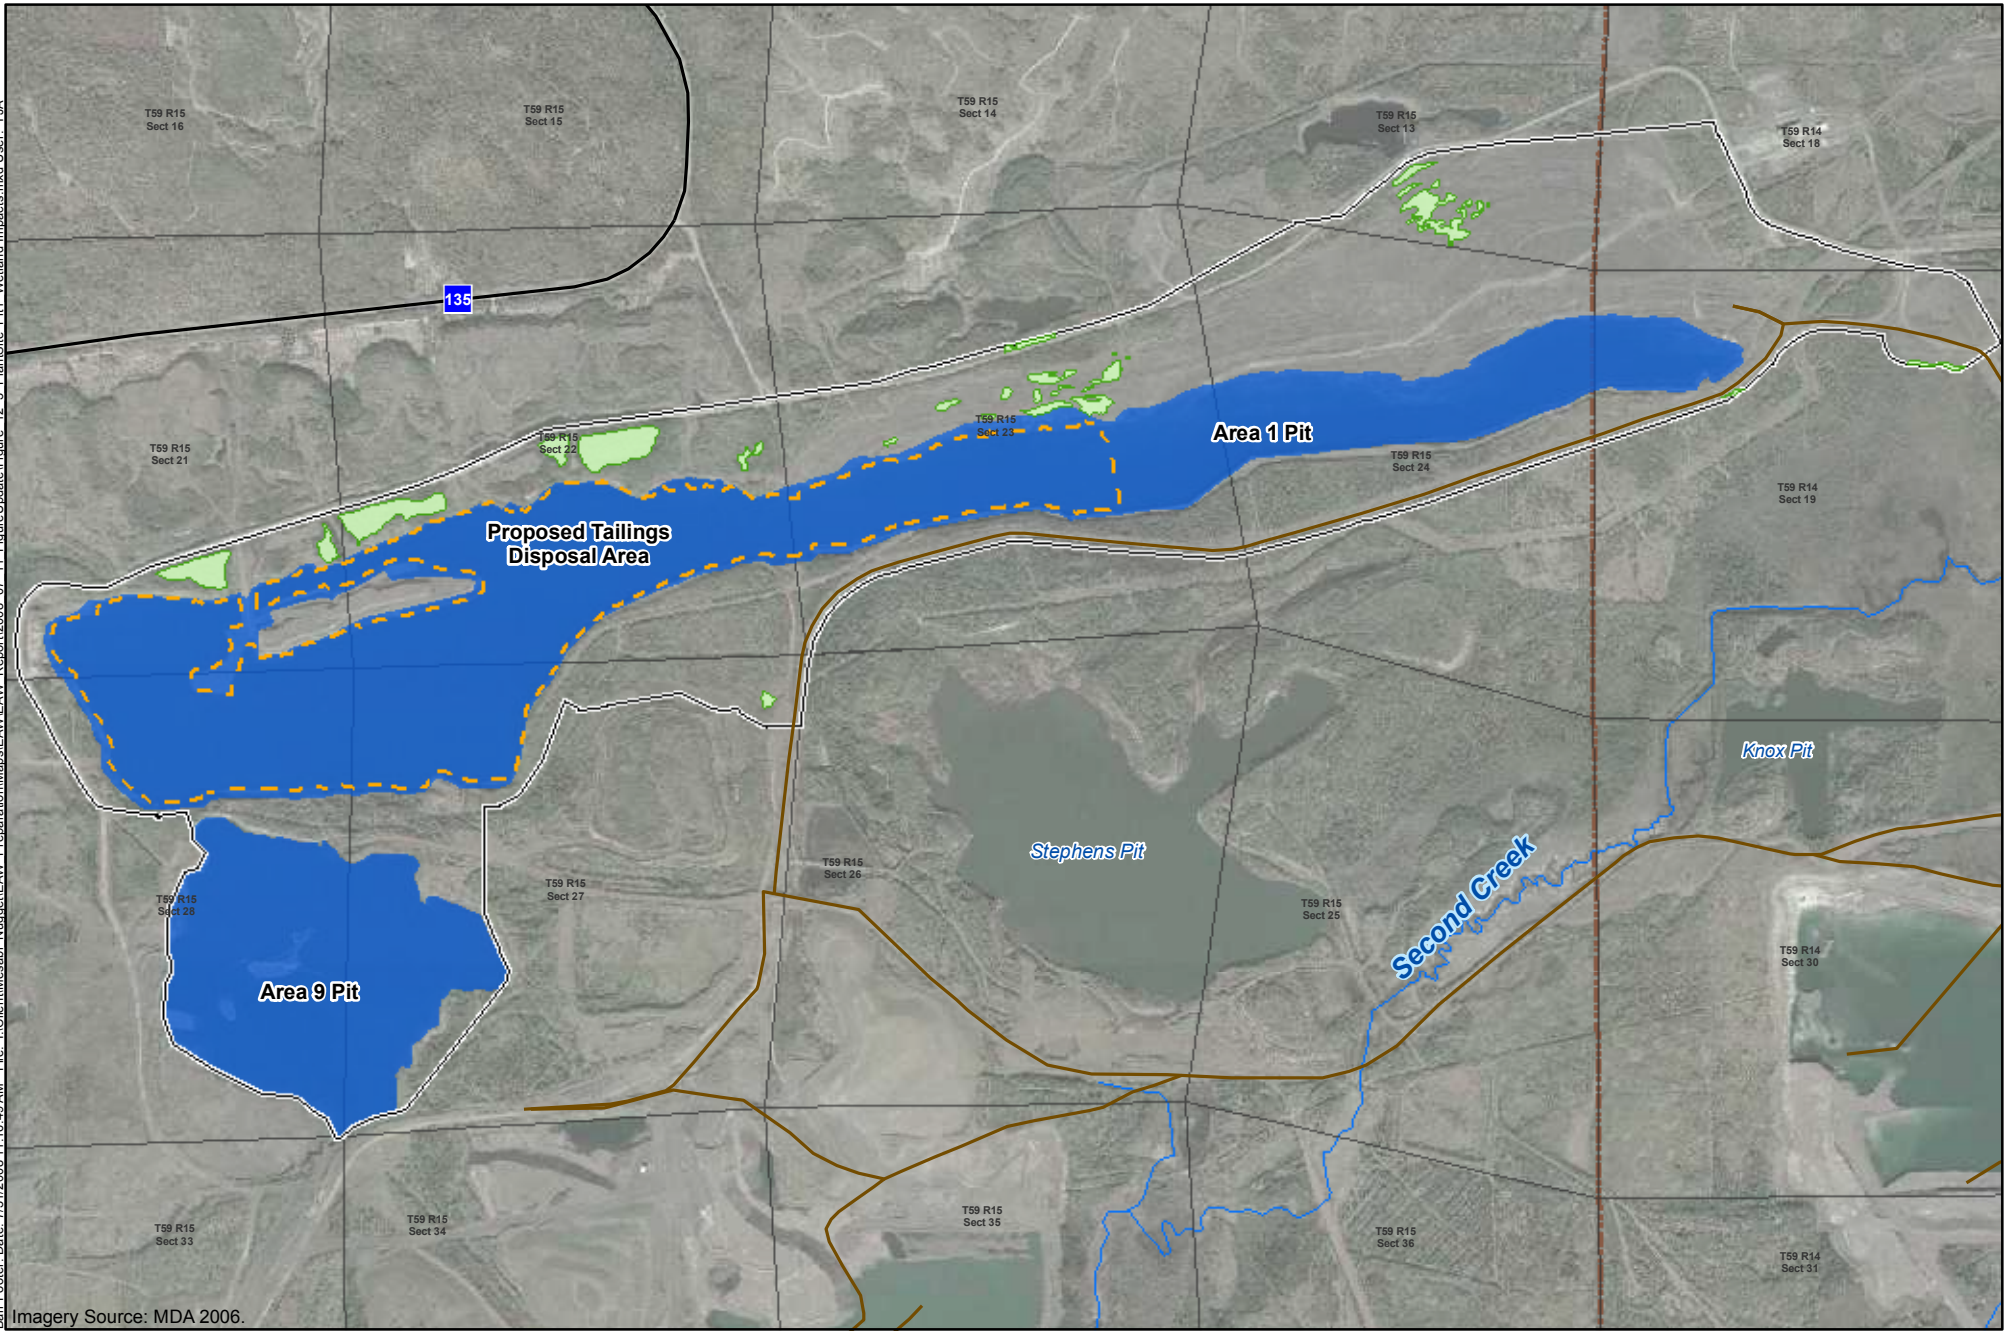 T59 R15
Sect 16
T59 R15
Sect 15
T59 R15
Sect 14
T59 R15
Sect 13
T59 R14
Sect 18
135
T59 R15
Sect 21
T59 R15
Sect 22
T59 R15
Sect 23
Area 1 Pit
T59 R15
Sect 24
T59 R14
Sect 19
Proposed Tailings
Disposal Area
Knox Pit
Stephens Pit
Second Creek
T59 R15
Sect 28
T59 R15
Sect 27
T59 R15
Sect 26
T59 R15
Sect 25
T59 R14
Sect 30
Area 9 Pit
T59 R15
Sect 33
T59 R15
Sect 34
T59 R15
Sect 35
T59 R15
Sect 36
T59 R14
Sect 31
Imagery Source: MDA 2006.